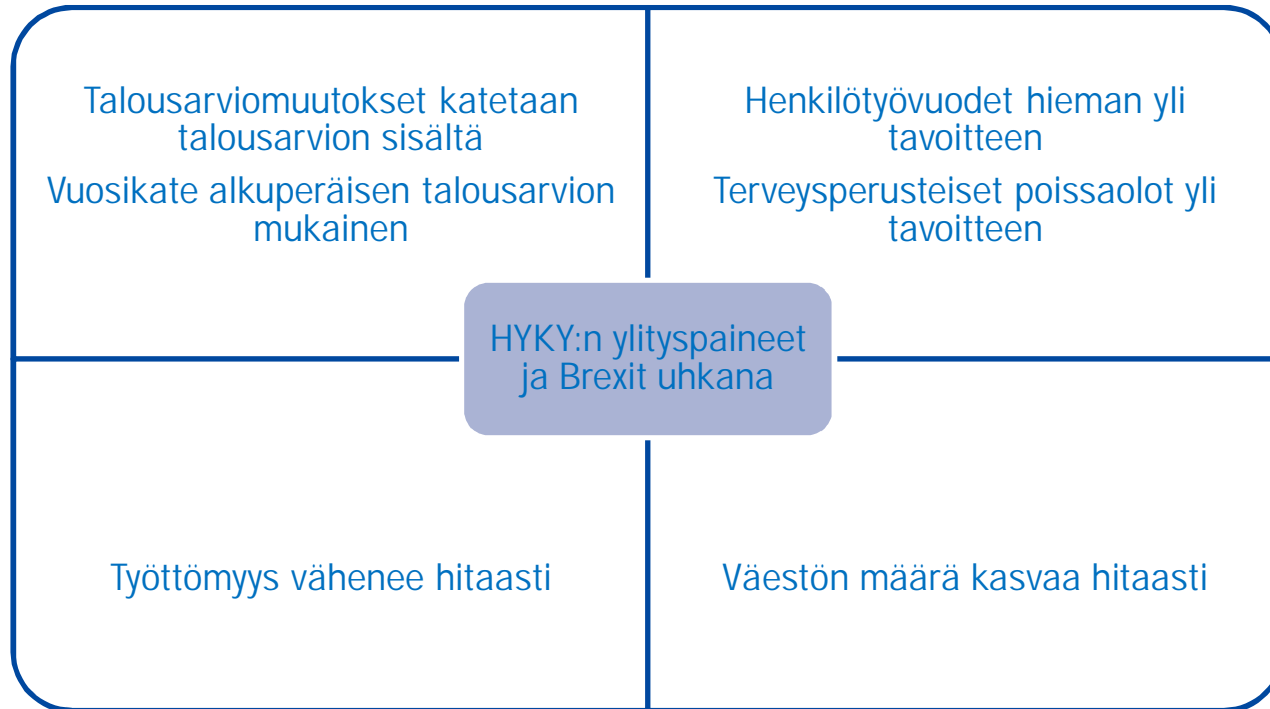 Talousarviomuutokset katetaan
talousarvion sisältä
Vuosikate alkuperäisen talousarvion
mukainen
Henkilötyövuodet hieman yli
tavoitteen
Terveysperusteiset poissaolot yli
tavoitteen
HYKY:n ylityspaineet
ja Brexit uhkana
Työttömyys vähenee hitaasti
Väestön määrä kasvaa hitaasti